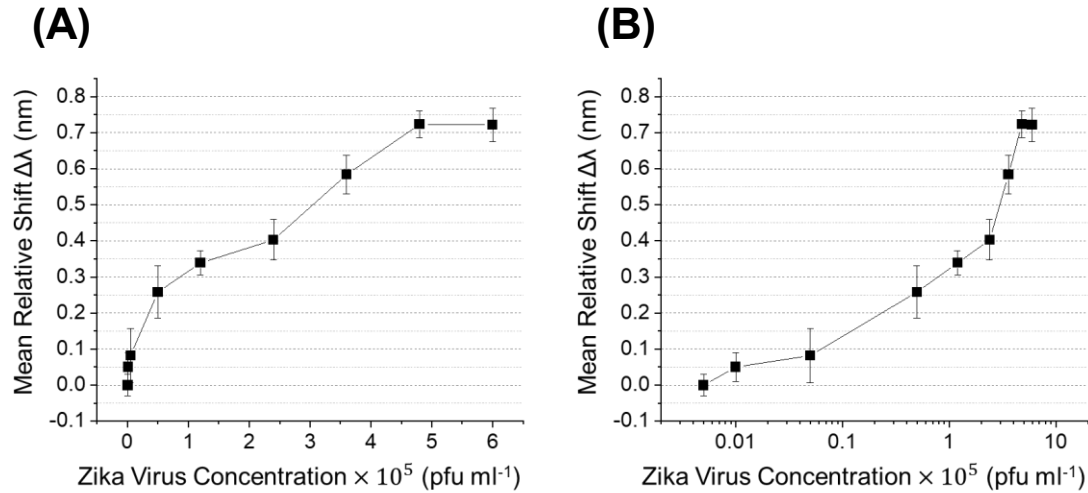 (A)
Mean Relative Shift Δλ (nm)
0.8
0.7
0.6
0.5
0.4
0.3
0.2
0.1
0.0
-0.1
0 1 2 3 4 5 6
Zika Virus Concentration × 10⁵ (pfu ml⁻¹)
(B)
Mean Relative Shift Δλ (nm)
0.8
0.7
0.6
0.5
0.4
0.3
0.2
0.1
0.0
-0.1
0.01 0.1 1 10
Zika Virus Concentration × 10⁵ (pfu ml⁻¹)